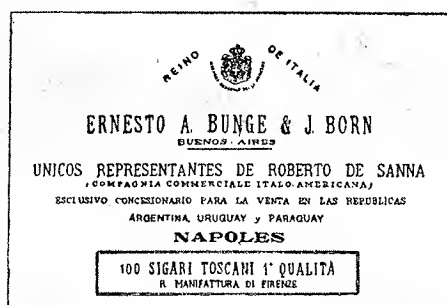 REINO DE ITALIA
ERNESTO A. BUNGE & J. BORN
BUENOS-AIRES
UNICOS REPRESENTANTES DE ROBERTO DE SANNA
(COMPAGNIA COMMERCIALE ITALO-AMERICANA)
ESCLUSIVO CONCESIONARIO PARA LA VENTA EN LAS REPUBLICAS
ARGENTINA, URUGUAY y PARAGUAY
NAPOLES
100 SIGARI TOSCANI 1ª QUALITA
R. MANIFATTURA DI FIRENZE